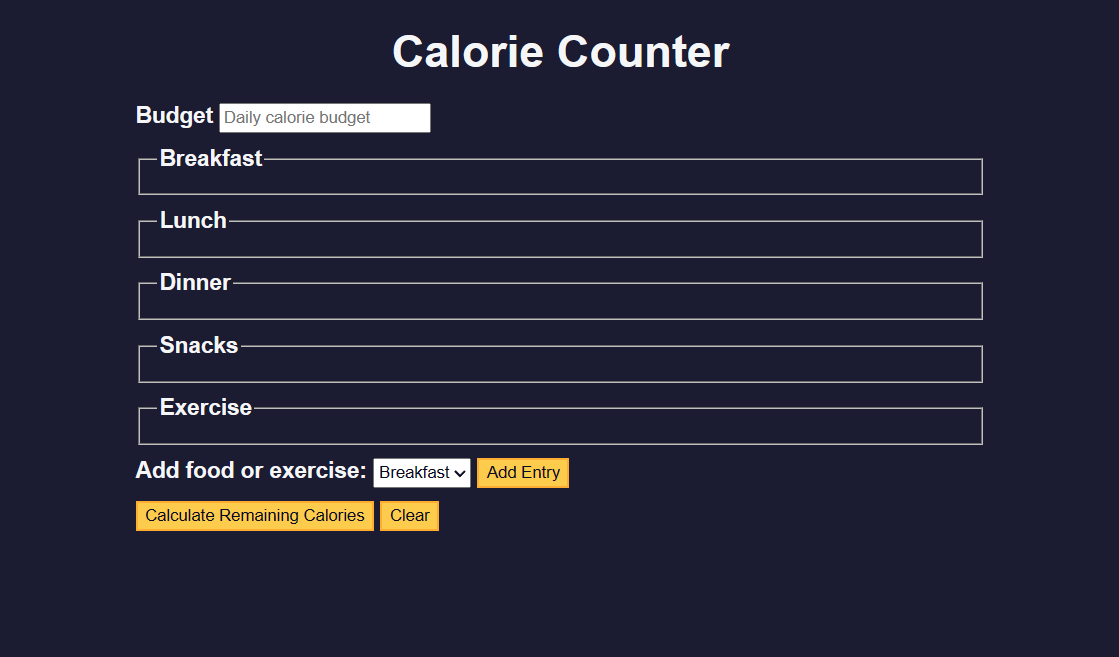 Calorie Counter
Budget Daily calorie budget
Breakfast
Lunch
Dinner
Snacks
Exercise
Add food or exercise: Breakfast Add Entry
Calculate Remaining Calories Clear